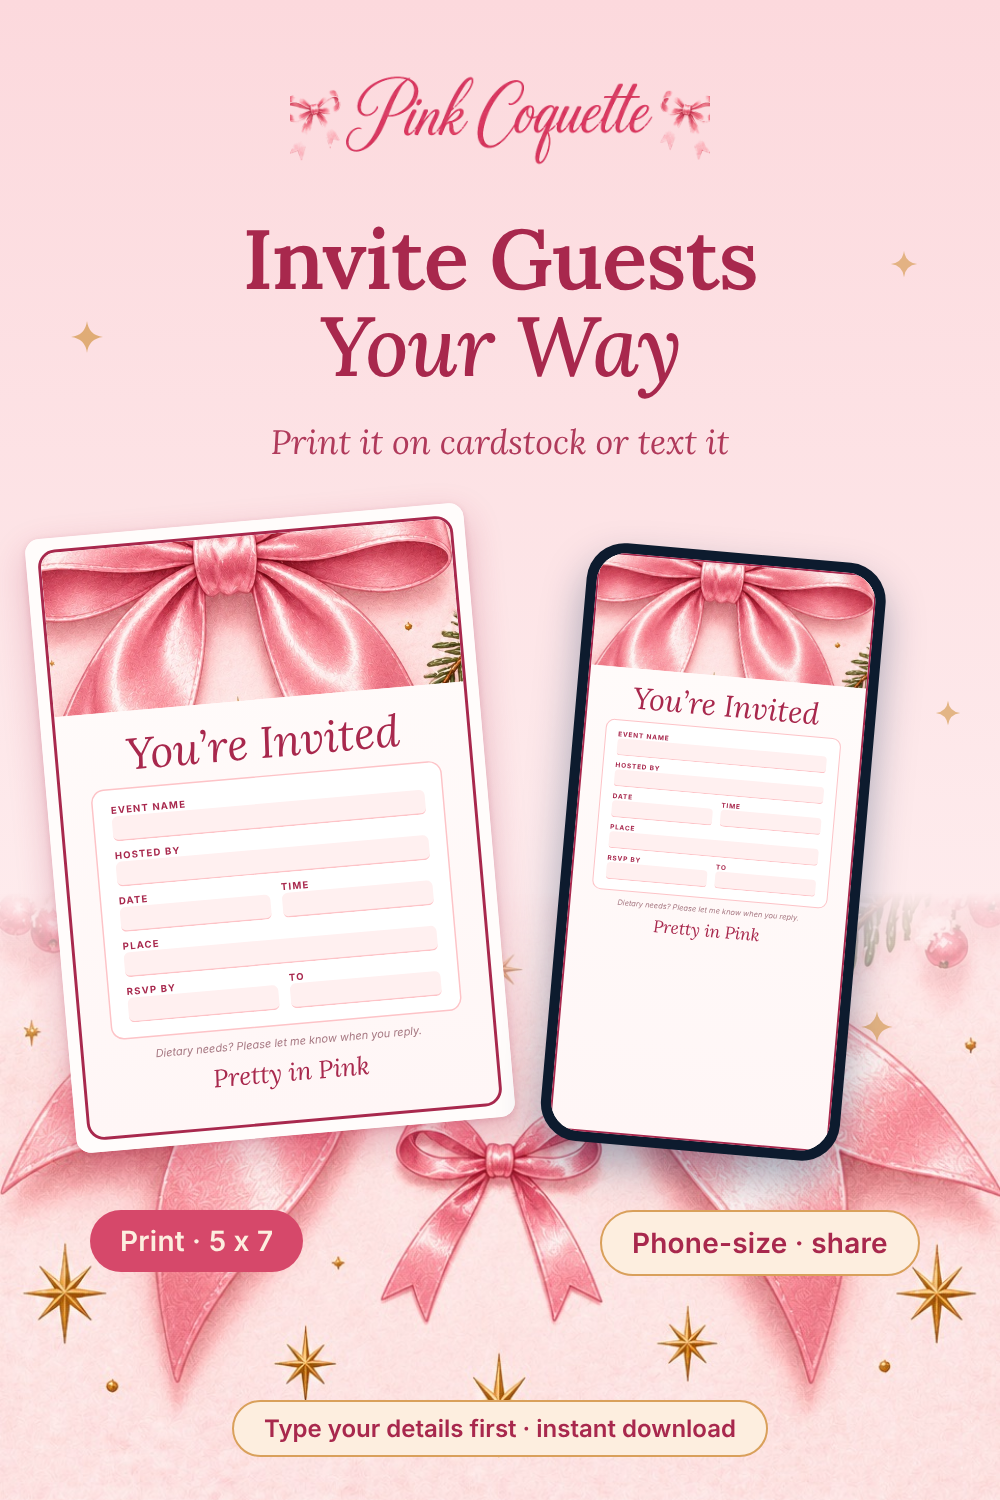 Pink Coquette
Invite Guests
Your Way
Print it on cardstock or text it
You're Invited
EVENT NAME
HOSTED BY
DATE
TIME
PLACE
RSVP BY
TO
Dietary needs? Please let me know when you reply.
Pretty in Pink
You're Invited
EVENT NAME
HOSTED BY
DATE
TIME
PLACE
RSVP BY
TO
Dietary needs? Please let me know when you reply.
Pretty in Pink
Print · 5 x 7
Phone-size · share
Type your details first · instant download